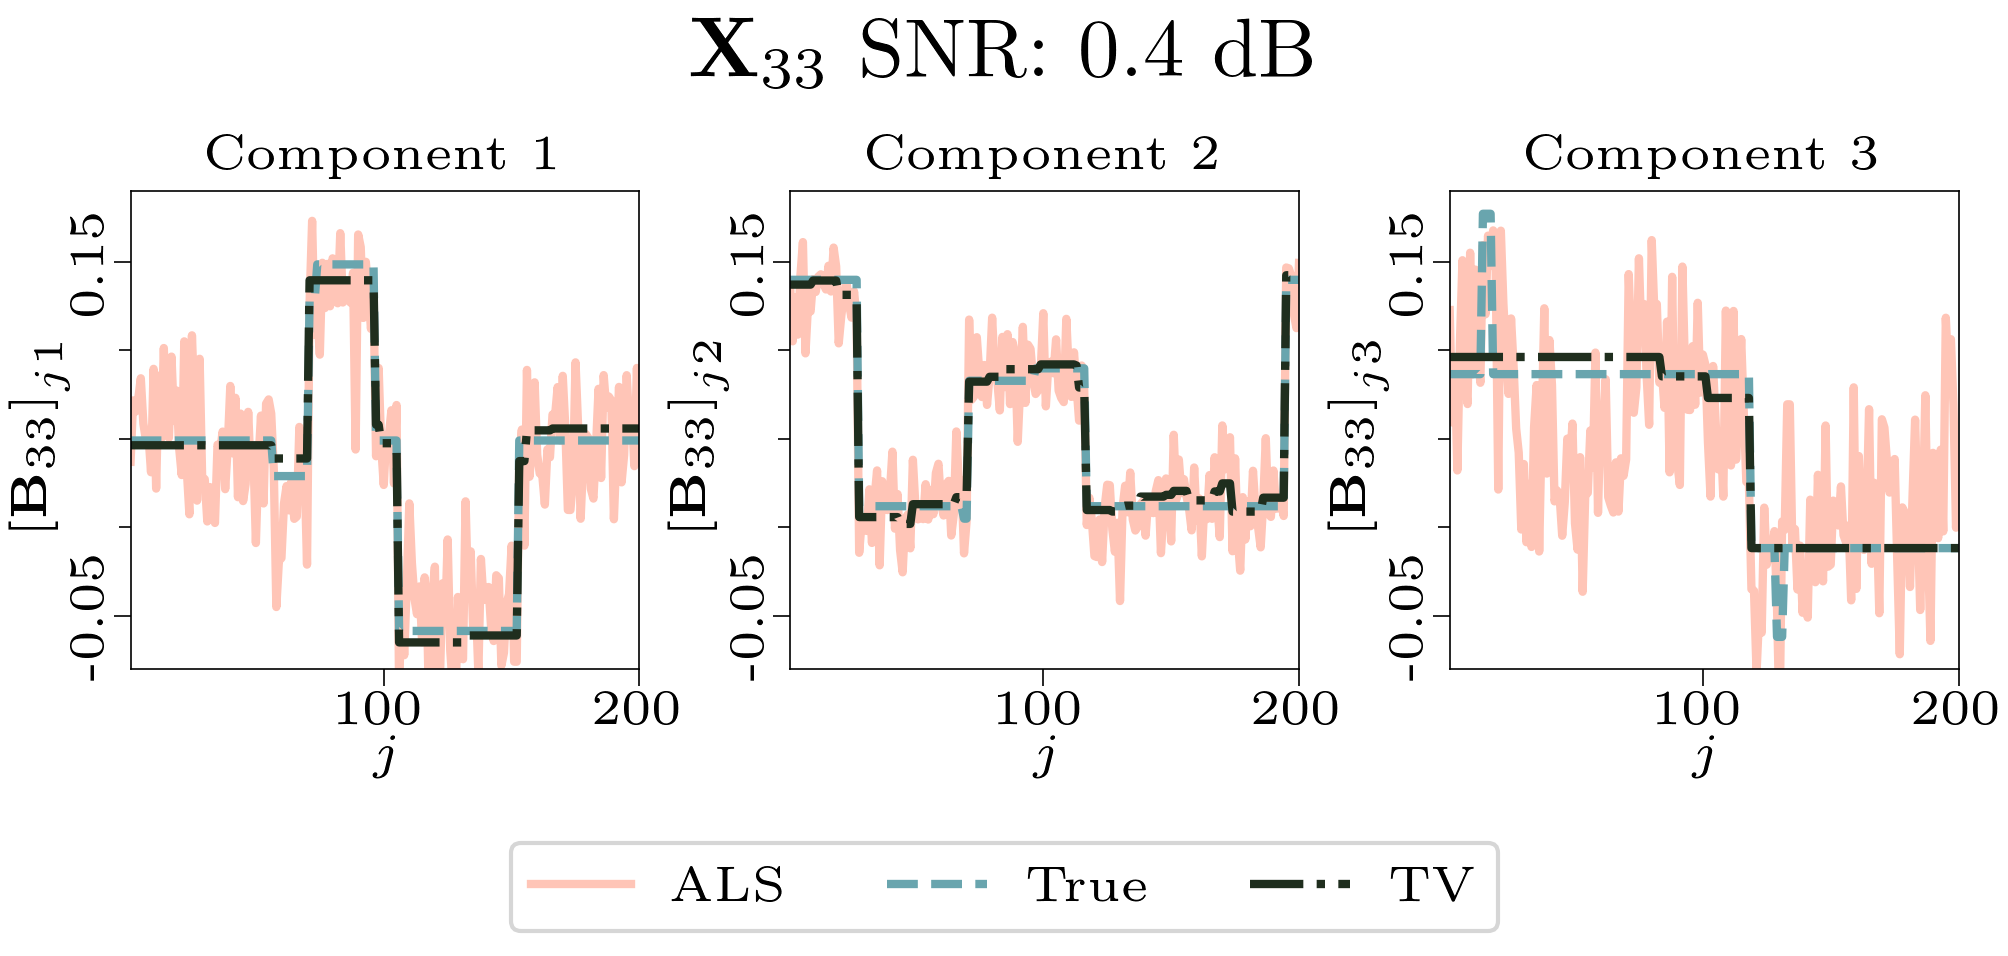 X₃₃ SNR: 0.4 dB
Component 1
Component 2
Component 3
[B₃₃]ⱼ₁
0.15
-0.05
100
200
j
[B₃₃]ⱼ₂
0.15
-0.05
100
200
j
[B₃₃]ⱼ₃
0.15
-0.05
100
200
j
ALS
True
TV